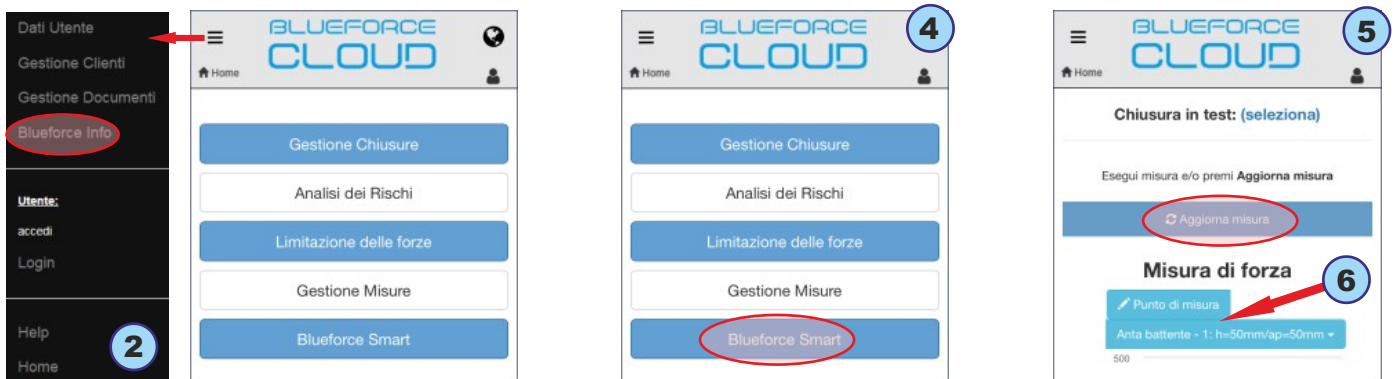 Dati Utente
Gestione Clienti
Gestione Documenti
Blueforce Info
Utente:
accedi
Login
Help
Home
2
BLUEFORCE
CLOUD
Home
Gestione Chiusure
Analisi dei Rischi
Limitazione delle forze
Gestione Misure
Blueforce Smart
4
BLUEFORCE
CLOUD
Home
Gestione Chiusure
Analisi dei Rischi
Limitazione delle forze
Gestione Misure
Blueforce Smart
5
BLUEFORCE
CLOUD
Home
Chiusura in test: (seleziona)
Esegui misura e/o premi Aggiorna misura
Aggiorna misura
Misura di forza
6
Punto di misura
Anta battente - 1: h=50mm/ap=50mm
500